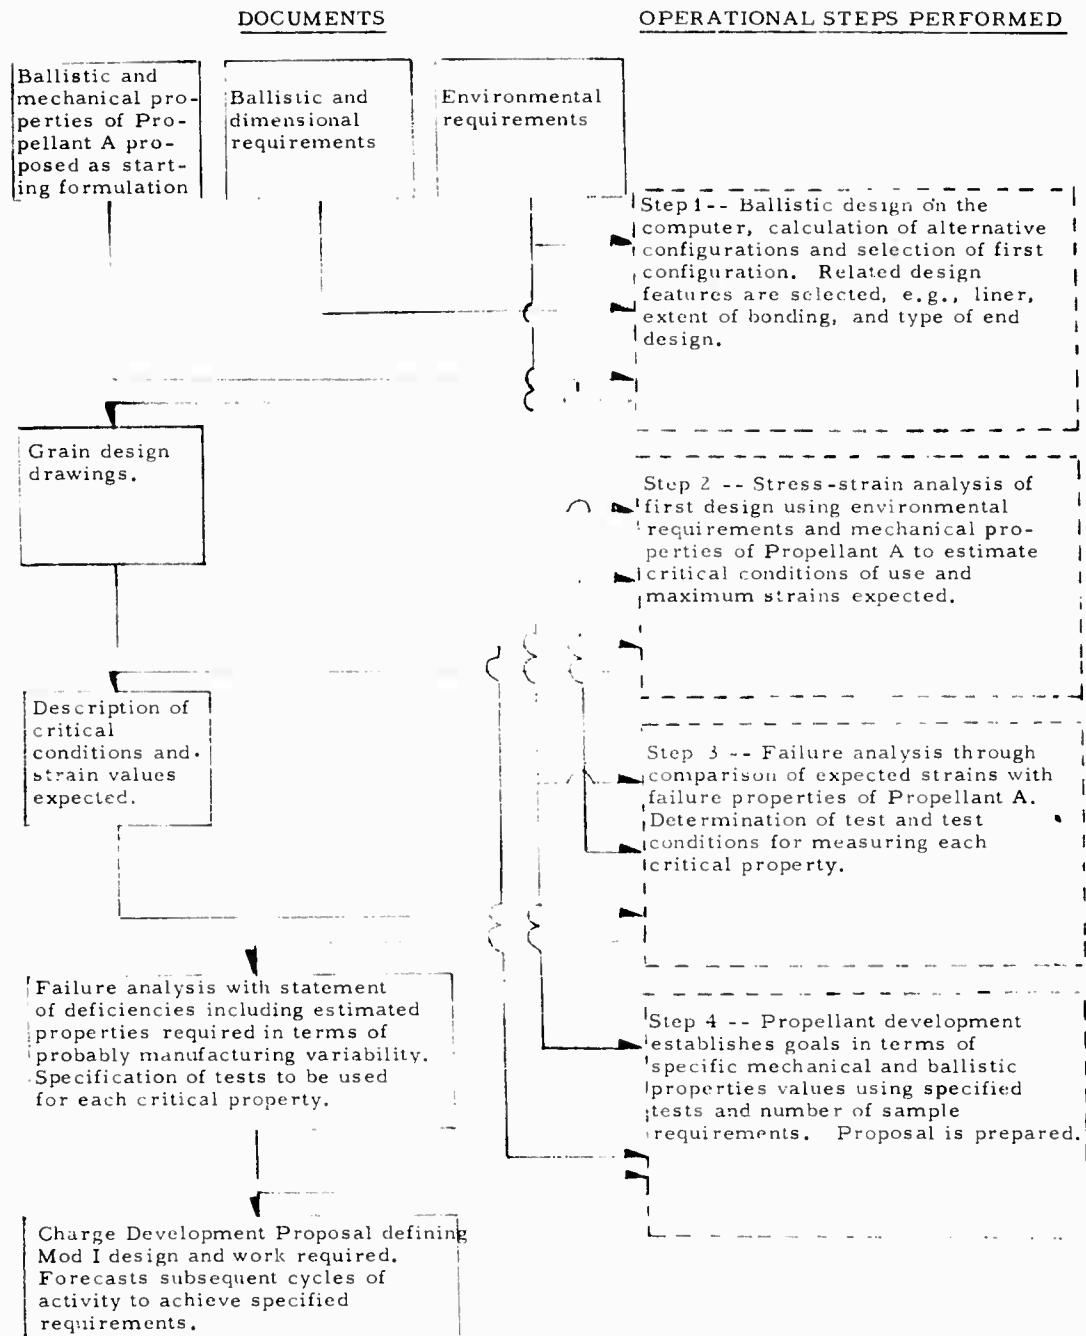 DOCUMENTS
OPERATIONAL STEPS PERFORMED
Ballistic and
mechanical pro-
perties of Pro-
pellant A pro-
posed as start-
ing formulation
Ballistic and
dimensional
requirements
Environmental
requirements
Step 1-- Ballistic design on the
computer, calculation of alternative
configurations and selection of first
configuration. Related design
features are selected, e.g., liner,
extent of bonding, and type of end
design.
Grain design
drawings.
Step 2 -- Stress-strain analysis of
first design using environmental
requirements and mechanical pro-
perties of Propellant A to estimate
critical conditions of use and
maximum strains expected.
Description of
critical
conditions and
strain values
expected.
Step 3 -- Failure analysis through
comparison of expected strains with
failure properties of Propellant A.
Determination of test and test
conditions for measuring each
critical property.
Failure analysis with statement
of deficiencies including estimated
properties required in terms of
probably manufacturing variability.
Specification of tests to be used
for each critical property.
Step 4 -- Propellant development
establishes goals in terms of
specific mechanical and ballistic
properties values using specified
tests and number of sample
requirements. Proposal is prepared.
Charge Development Proposal defining
Mod I design and work required.
Forecasts subsequent cycles of
activity to achieve specified
requirements.